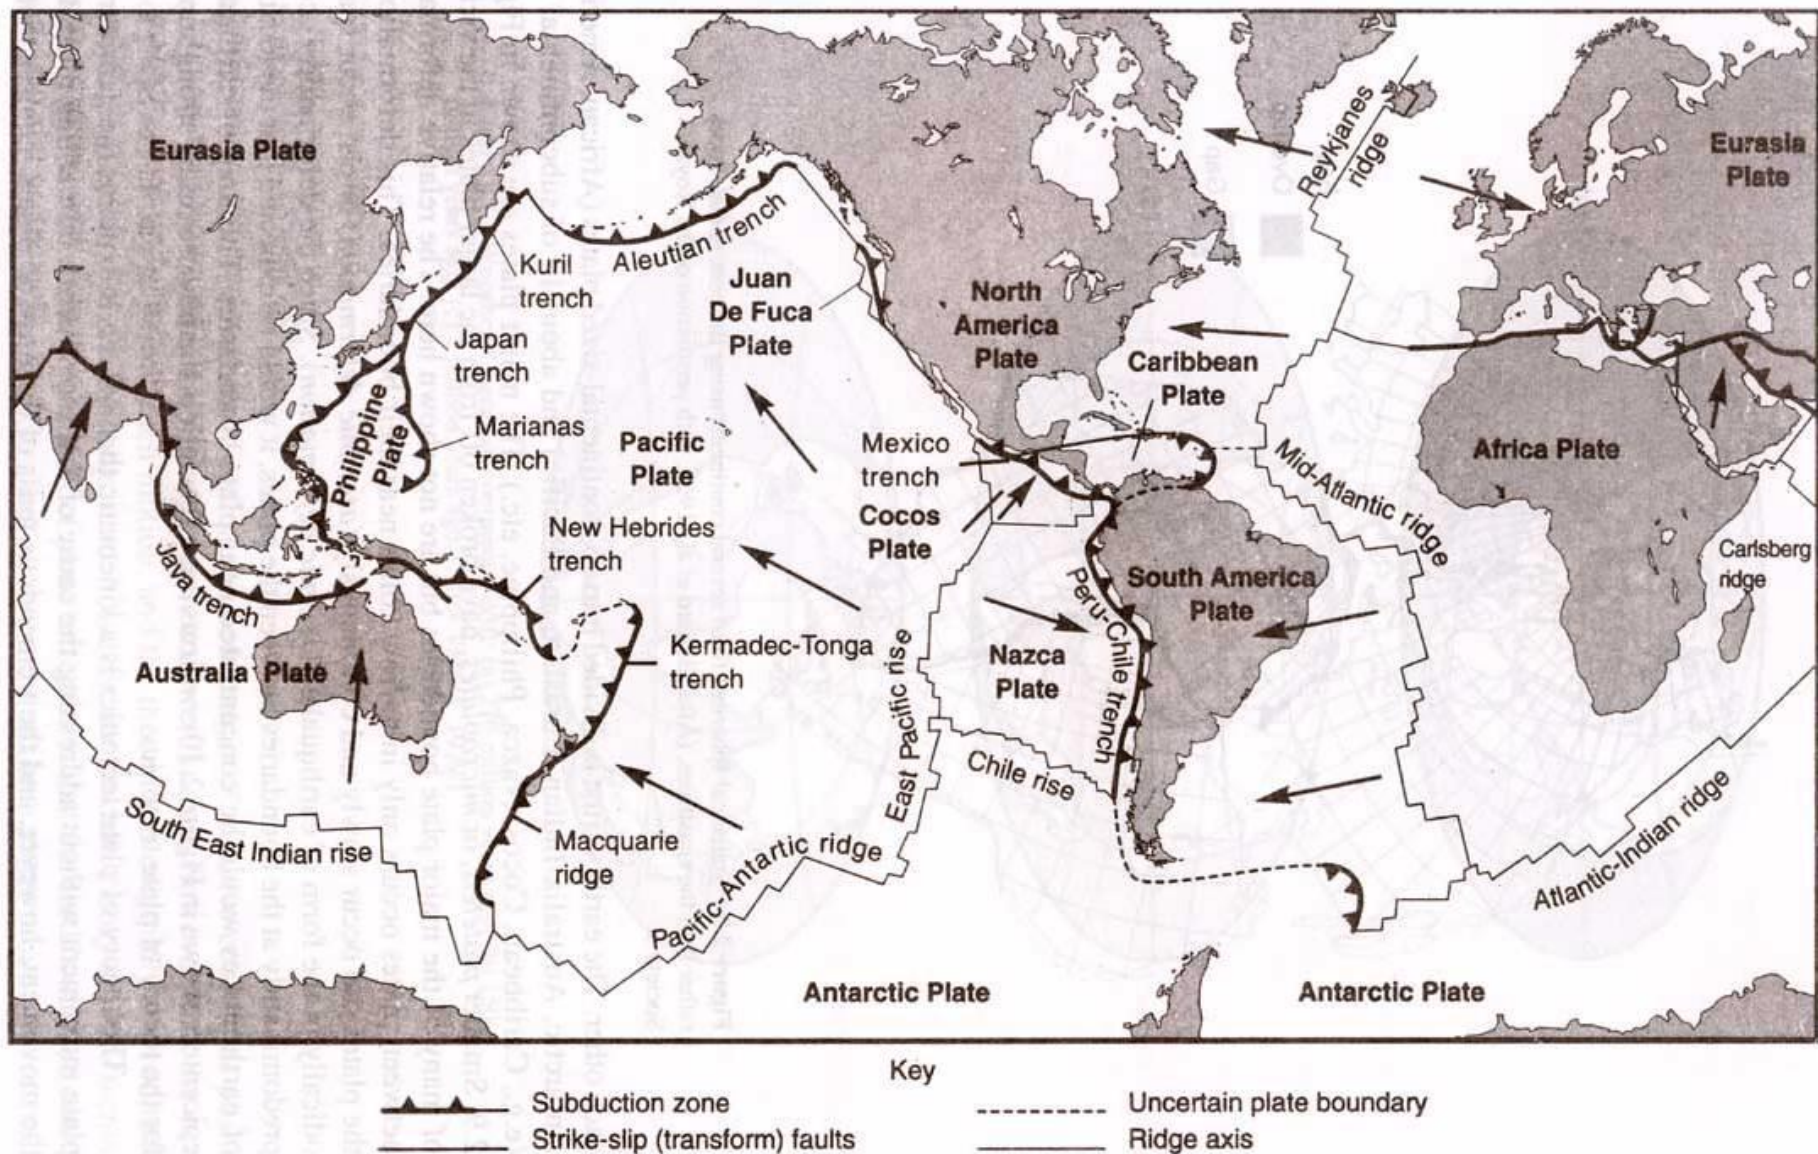 Eurasia Plate
Reykjanes
ridge
Eurasia
Plate
Aleutian trench
Kuril
trench
Juan
De Fuca
Plate
North
America
Plate
Japan
trench
Caribbean
Plate
Philippine
Plate
Marianas
trench
Pacific
Plate
Mexico
trench
Mid-Atlantic ridge
Africa Plate
Cocos
Plate
New Hebrides
trench
Carlsberg
ridge
Java trench
Peru-Chile trench
South America
Plate
Australia Plate
Kermadec-Tonga
trench
East Pacific rise
Nazca
Plate
Chile rise
South East Indian rise
Macquarie
ridge
Pacific-Antartic ridge
Atlantic-Indian ridge
Antarctic Plate
Antarctic Plate
Key
Subduction zone
Uncertain plate boundary
Strike-slip (transform) faults
Ridge axis